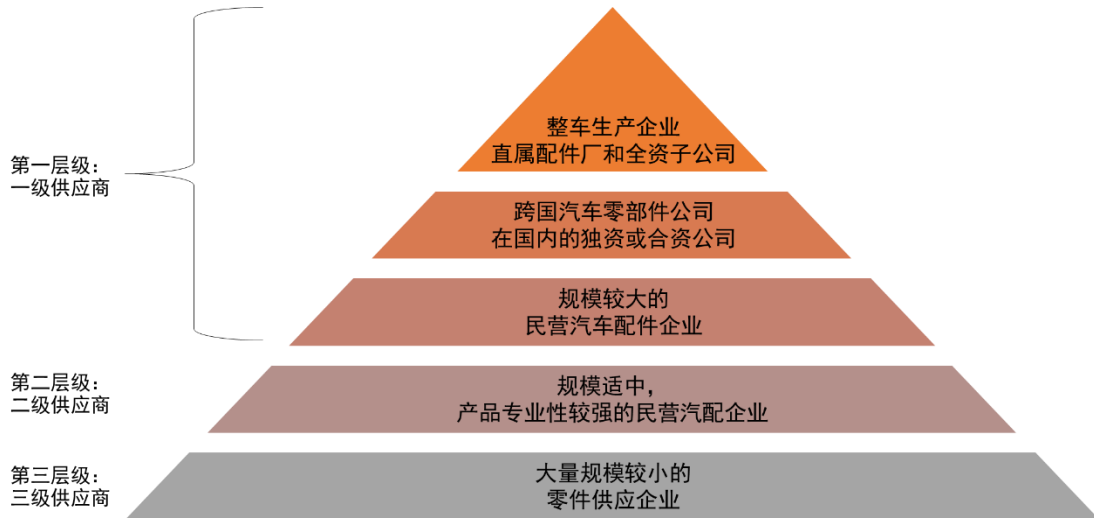 整车生产企业
直属配件厂和全资子公司
第一层级：
一级供应商
跨国汽车零部件公司
在国内的独资或合资公司
规模较大的
民营汽车配件企业
第二层级：
二级供应商
规模适中，
产品专业性较强的民营汽配企业
第三层级：
三级供应商
大量规模较小的
零件供应企业